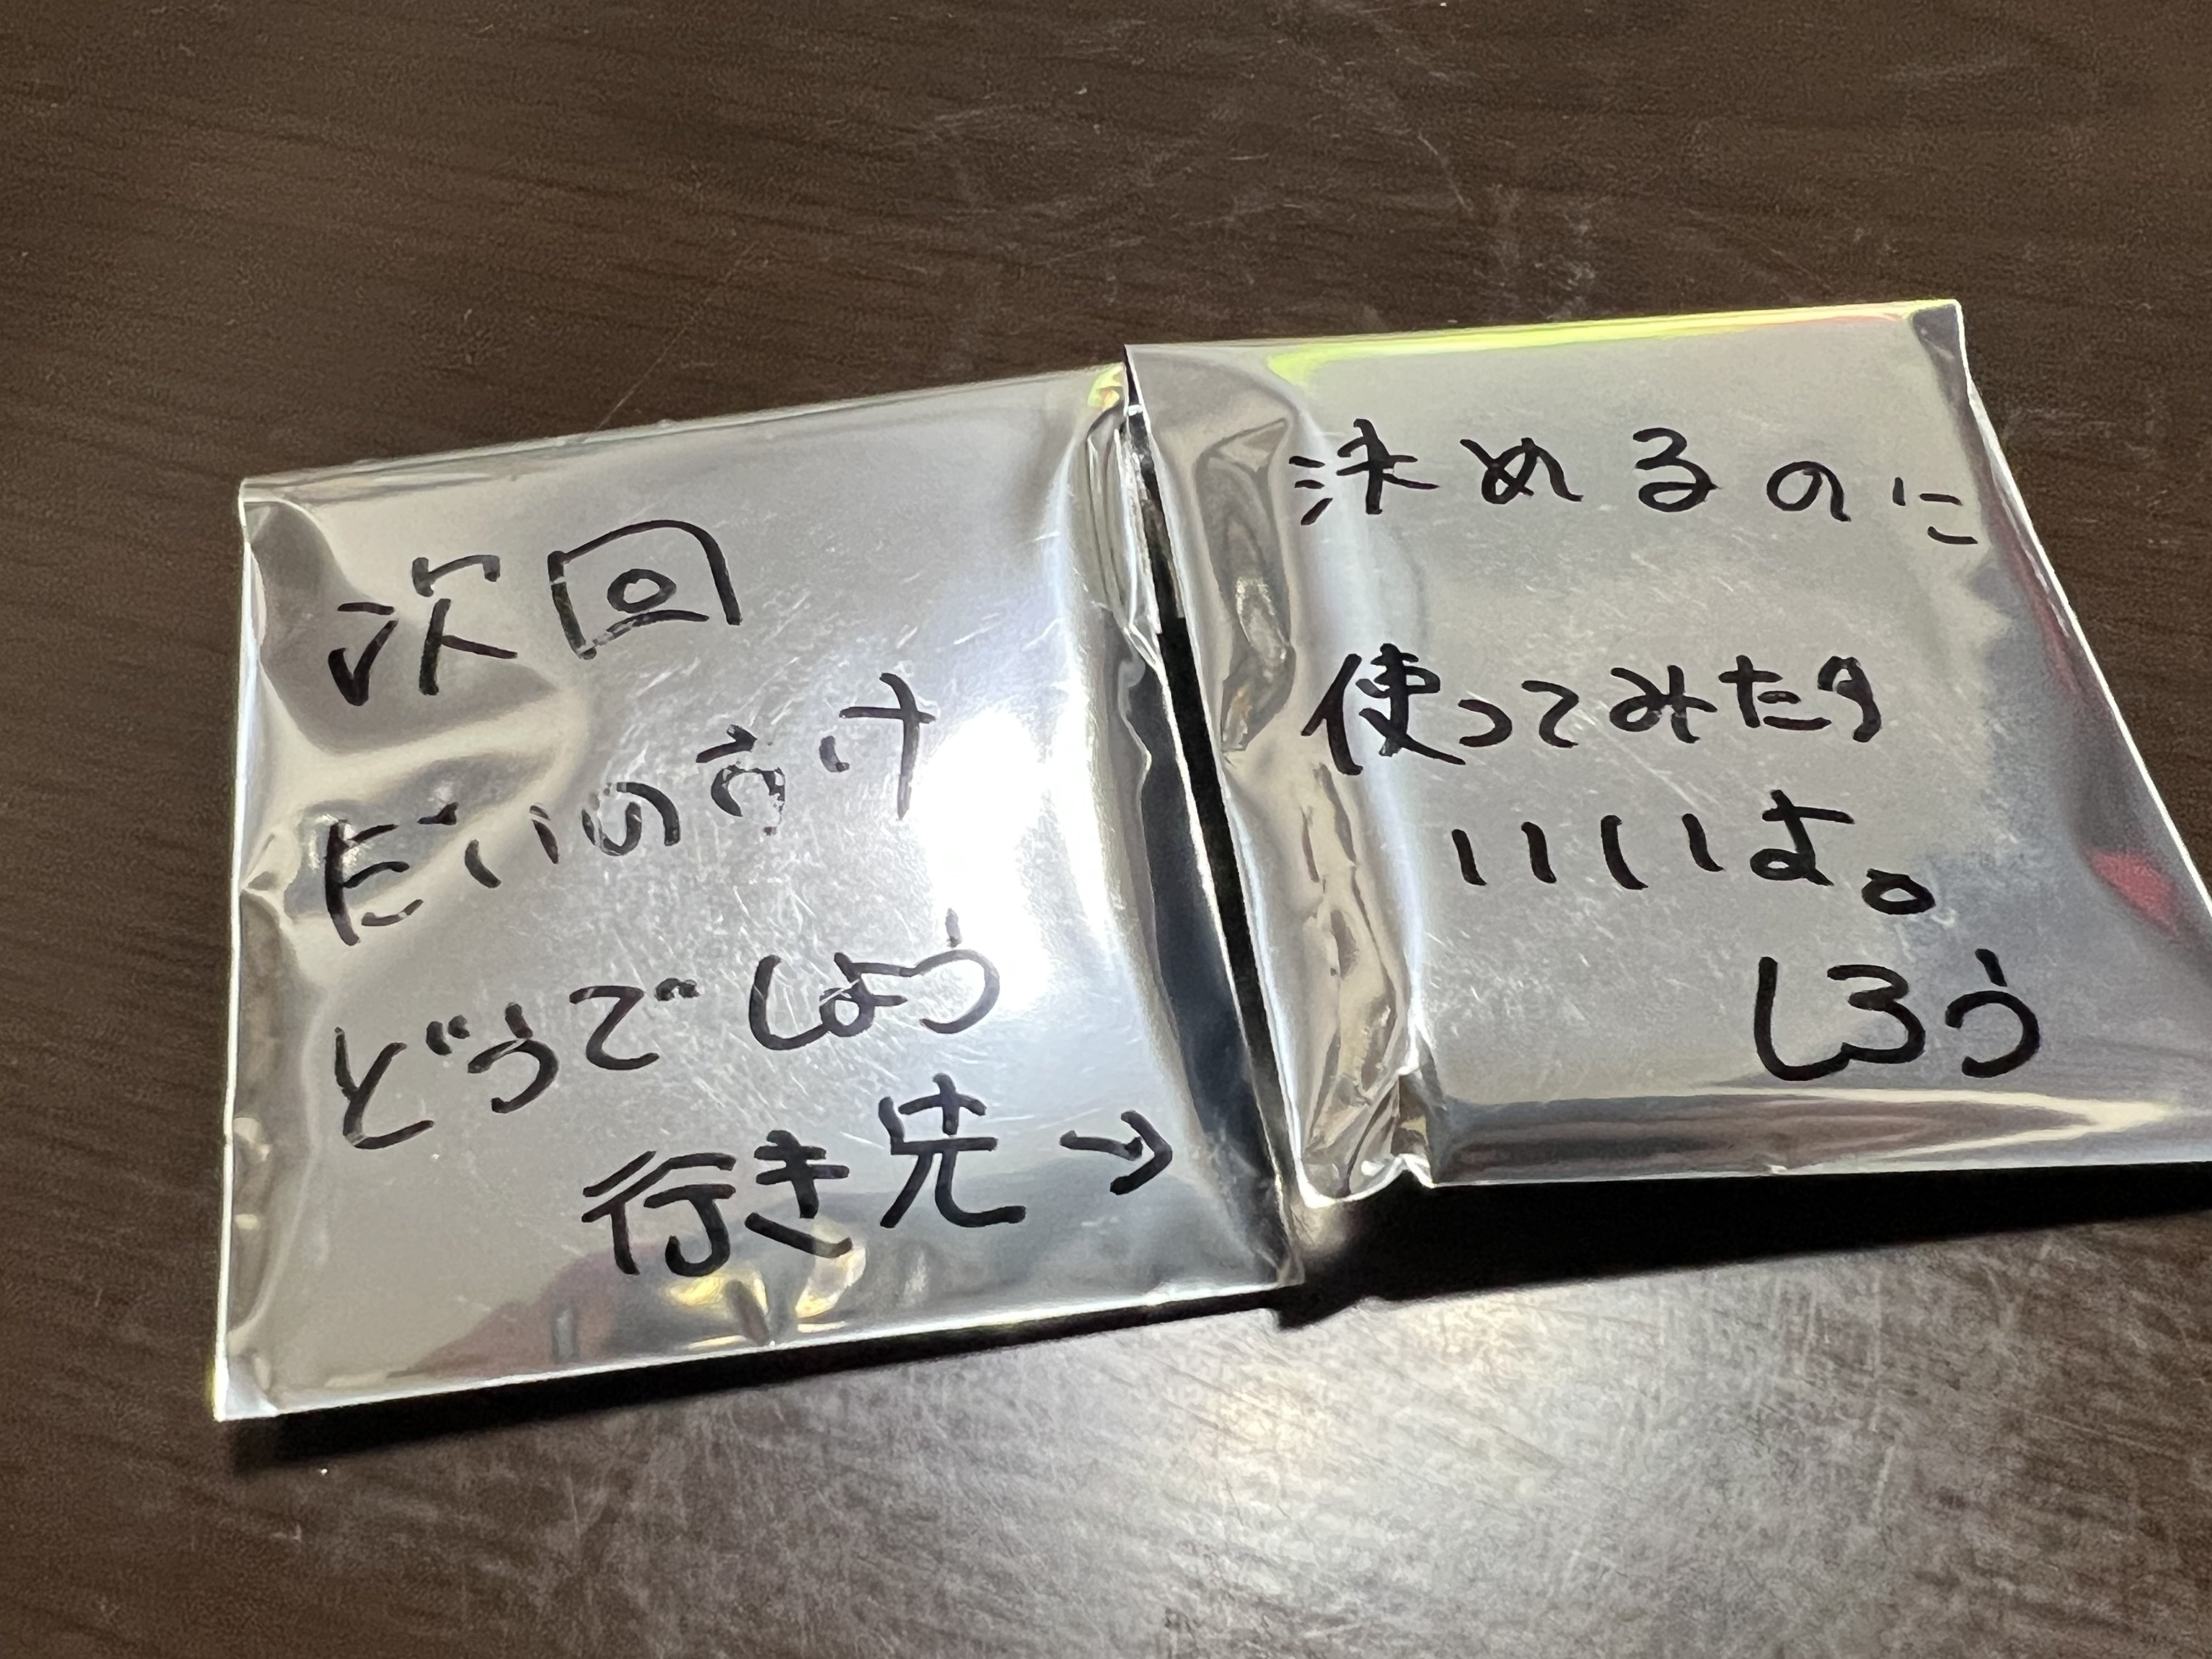 次回
だいのうけ
どうでしょう
行き先→
決めるのに
使ってみたら
いいよ。
しろう